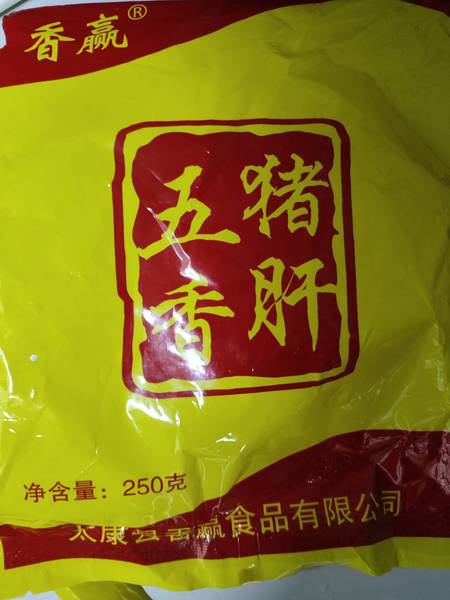 香赢®
五香
猪肝
净含量：250克
太康县香赢食品有限公司